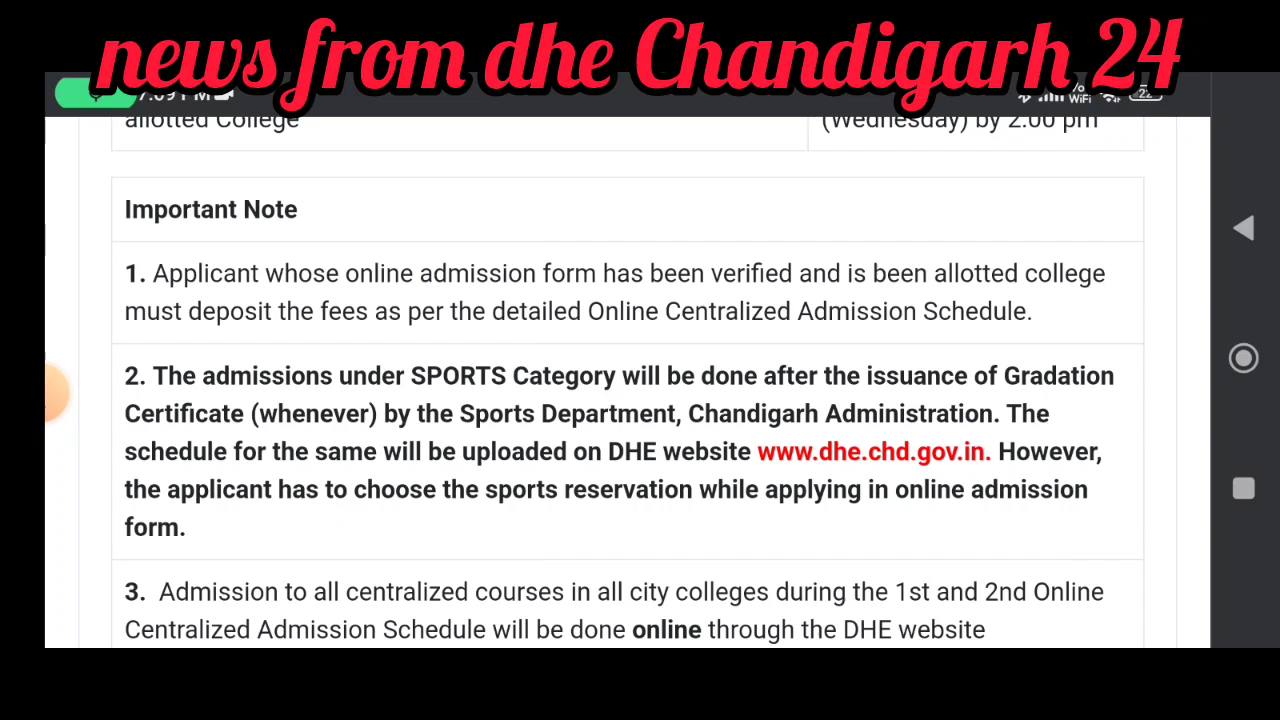 news from dhe Chandigarh 24
7:09 PM
WiFi
22
allotted College
(Wednesday) by 2.00 pm
Important Note
1. Applicant whose online admission form has been verified and is been allotted college
must deposit the fees as per the detailed Online Centralized Admission Schedule.
2. The admissions under SPORTS Category will be done after the issuance of Gradation
Certificate (whenever) by the Sports Department, Chandigarh Administration. The
schedule for the same will be uploaded on DHE website www.dhe.chd.gov.in. However,
the applicant has to choose the sports reservation while applying in online admission
form.
3. Admission to all centralized courses in all city colleges during the 1st and 2nd Online
Centralized Admission Schedule will be done online through the DHE website